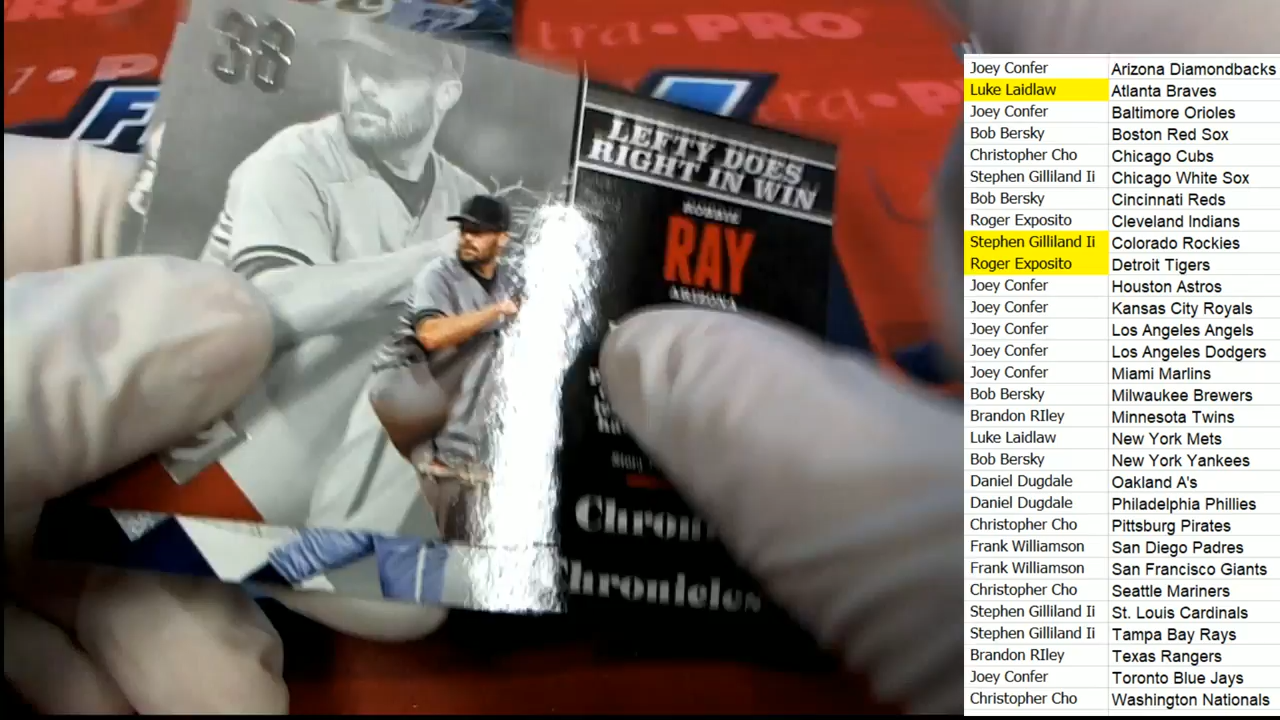 tra•PRO
38
LEFTY DOES
RIGHT IN WIN
ROBBIE
RAY
ARIZONA
Chron
Chronicles
Joey Confer Arizona Diamondbacks
Luke Laidlaw Atlanta Braves
Joey Confer Baltimore Orioles
Bob Bersky Boston Red Sox
Christopher Cho Chicago Cubs
Stephen Gilliland Ii Chicago White Sox
Bob Bersky Cincinnati Reds
Roger Exposito Cleveland Indians
Stephen Gilliland Ii Colorado Rockies
Roger Exposito Detroit Tigers
Joey Confer Houston Astros
Joey Confer Kansas City Royals
Joey Confer Los Angeles Angels
Joey Confer Los Angeles Dodgers
Joey Confer Miami Marlins
Bob Bersky Milwaukee Brewers
Brandon RIley Minnesota Twins
Luke Laidlaw New York Mets
Bob Bersky New York Yankees
Daniel Dugdale Oakland A's
Daniel Dugdale Philadelphia Phillies
Christopher Cho Pittsburg Pirates
Frank Williamson San Diego Padres
Frank Williamson San Francisco Giants
Christopher Cho Seattle Mariners
Stephen Gilliland Ii St. Louis Cardinals
Stephen Gilliland Ii Tampa Bay Rays
Brandon RIley Texas Rangers
Joey Confer Toronto Blue Jays
Christopher Cho Washington Nationals